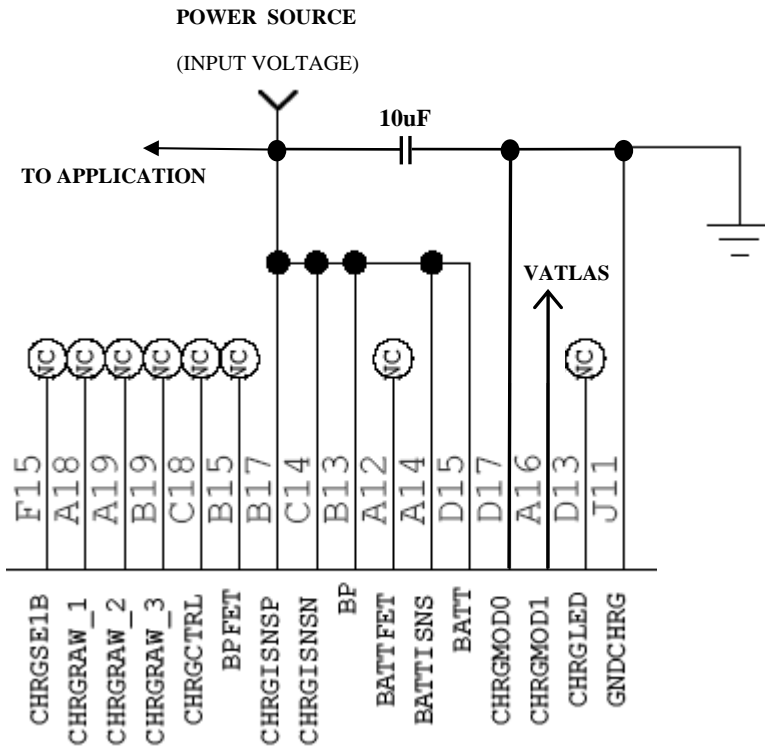 POWER SOURCE
(INPUT VOLTAGE)
10uF
TO APPLICATION
VATLAS
NC NC NC NC NC NC NC NC
F15 A18 A19 B19 C18 B15 B17 C14 B13 A12 A14 D15 D17 A16 D13 J11
CHRGSE1B
CHRGRAW_1
CHRGRAW_2
CHRGRAW_3
CHRGCTRL
BPFET
CHRGISNSP
CHRGISNSN
BP
BATTFET
BATTISNS
BATT
CHRGMOD0
CHRGMOD1
CHRGLED
GNDCHRG